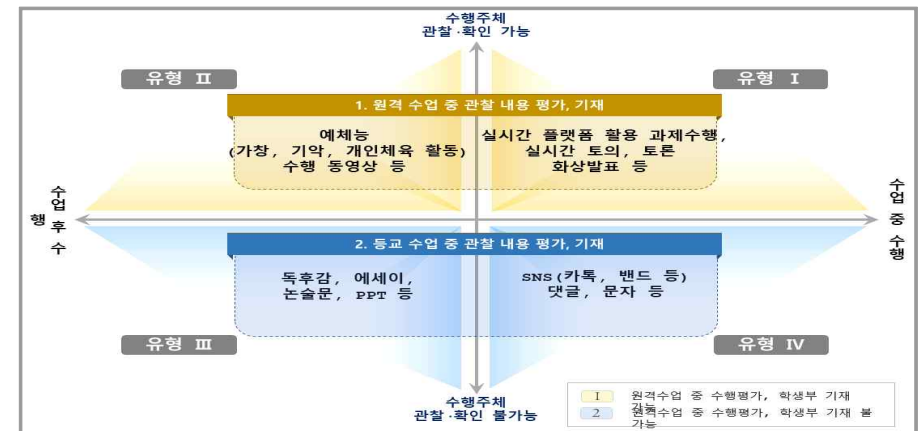 수행주체
관찰·확인 가능
유형 Ⅱ
유형 Ⅰ
1. 원격 수업 중 관찰 내용 평가, 기재
예체능
(가창, 기악, 개인체육 활동)
수행 동영상 등
실시간 플랫폼 활용 과제수행,
실시간 토의, 토론
화상발표 등
수업 후 수행
수업 중 수행
2. 등교 수업 중 관찰 내용 평가, 기재
독후감, 에세이,
논술문, PPT 등
SNS(카톡, 밴드 등)
댓글, 문자 등
유형 Ⅲ
유형 Ⅳ
수행주체
관찰·확인 불가능
1 원격수업 중 수행평가, 학생부 기재
가능
2 원격수업 중 수행평가, 학생부 기재 불
가능